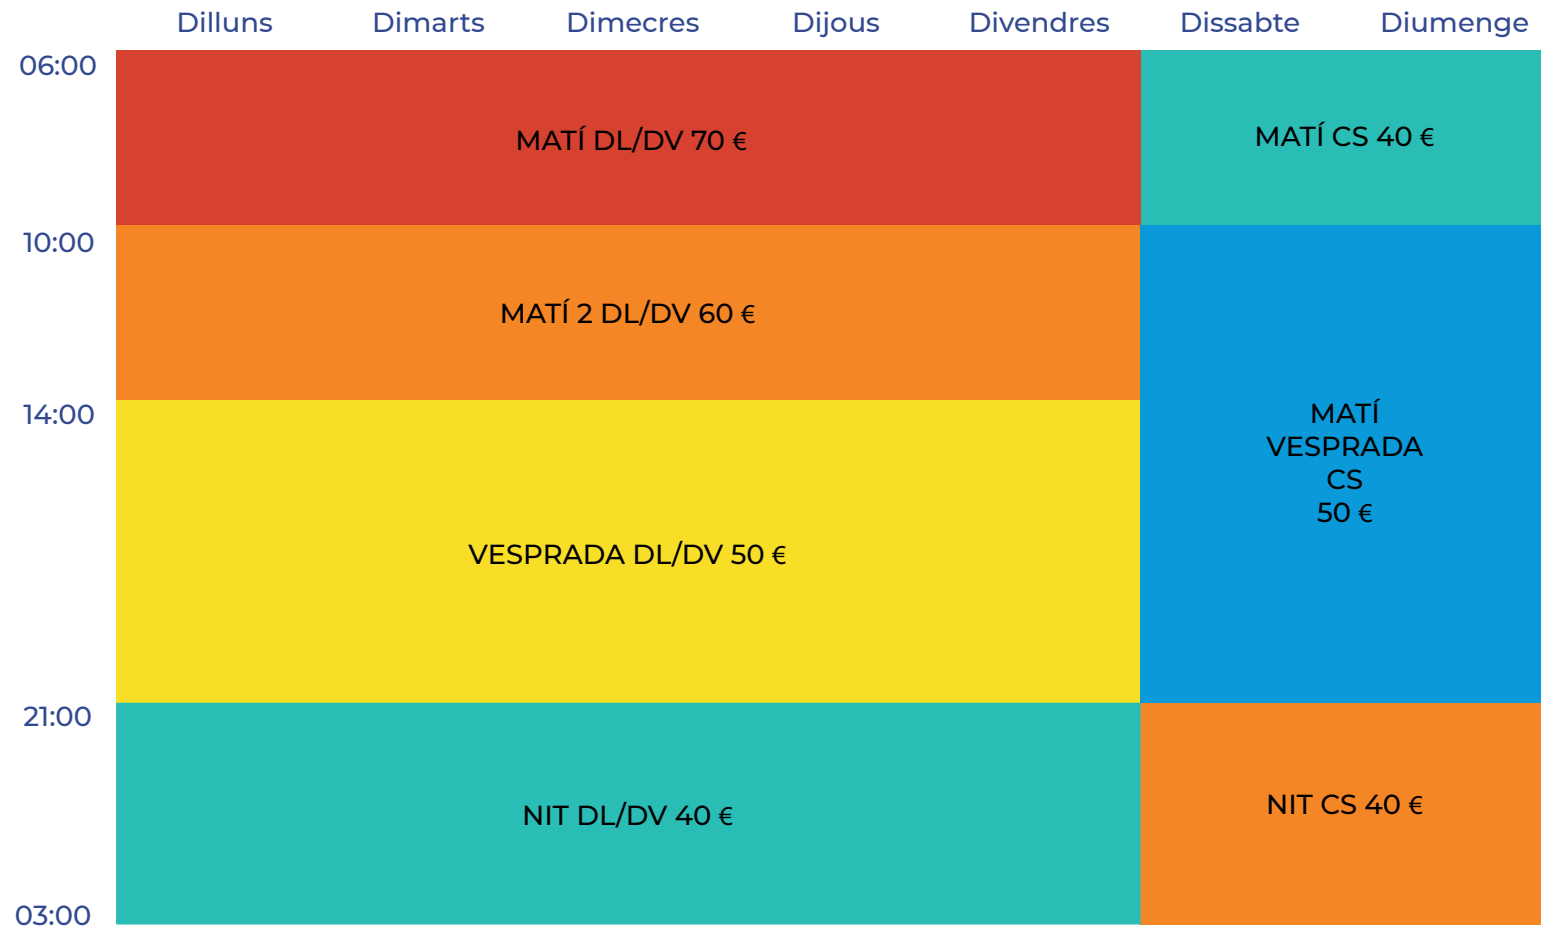 Dilluns Dimarts Dimecres Dijous Divendres Dissabte Diumenge
06:00
MATÍ DL/DV 70 €
MATÍ CS 40 €
10:00
MATÍ 2 DL/DV 60 €
14:00
MATÍ
VESPRADA
CS
50 €
VESPRADA DL/DV 50 €
21:00
NIT DL/DV 40 €
NIT CS 40 €
03:00